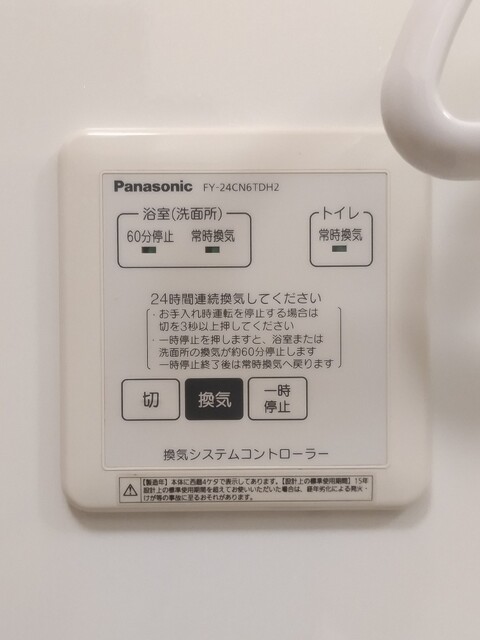 Panasonic FY-24CN6TDH2
浴室(洗面所)
トイレ
60分停止 常時換気
常時換気
24時間連続換気してください
・お手入れ時運転を停止する場合は
切を3秒以上押してください
・一時停止を押しますと、浴室または
洗面所の換気が約60分停止します
一時停止終了後は常時換気へ戻ります
切
換気
一時
停止
換気システムコントローラー
【製造年】本体に西暦4ケタで表示してあります。【設計上の標準使用期間】15年
設計上の標準使用期間を超えてお使いいただいた場合は、経年劣化による発火・
けが等の事故に至るおそれがあります。